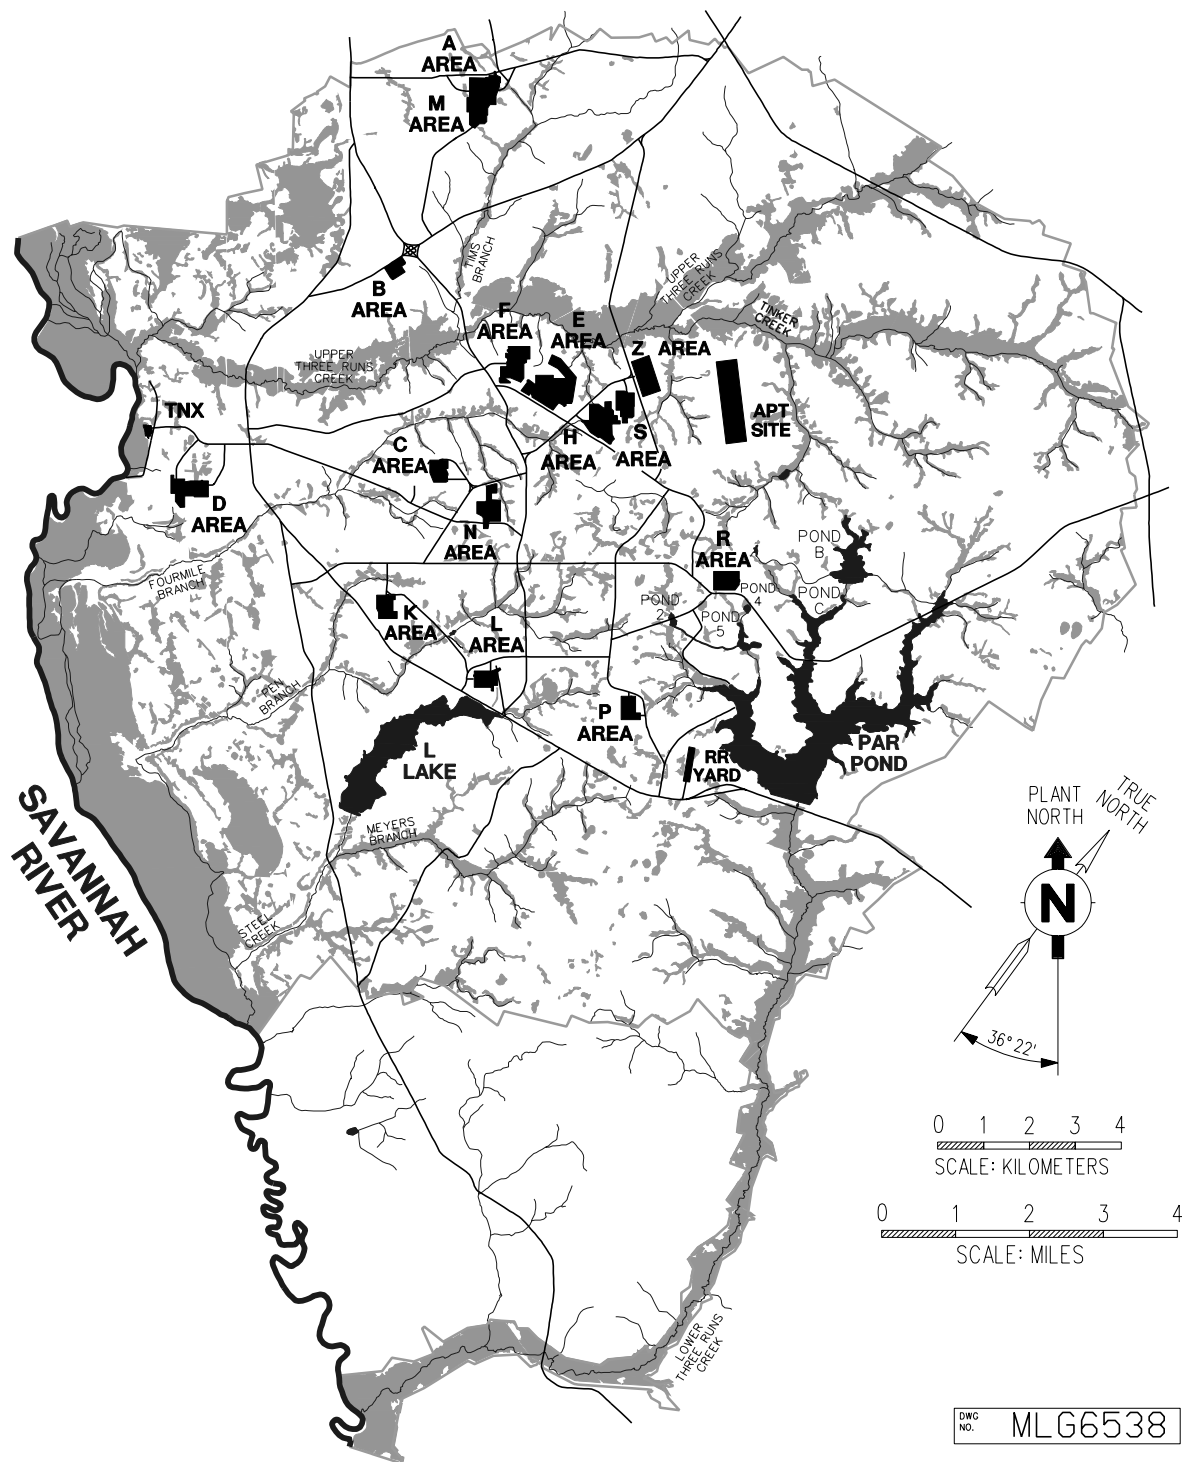 A
AREA
M
AREA
TIMS
BRANCH
B
AREA
UPPER
THREE RUNS
CREEK
F
AREA
E
AREA
TINKER
CREEK
UPPER
THREE RUNS
CREEK
Z AREA
APT
SITE
TNX
C
AREA
H
AREA
S
AREA
D
AREA
N
AREA
R
AREA
POND
B
FOURMILE
BRANCH
POND
2
POND
4
POND
C
POND
5
K
AREA
L
AREA
PEN
BRANCH
P
AREA
RR
YARD
PAR
POND
L
LAKE
MEYERS
BRANCH
SAVANNAH
RIVER
STEEL
CREEK
PLANT
NORTH
TRUE
NORTH
N
36°22'
0 1 2 3 4
SCALE: KILOMETERS
0 1 2 3 4
SCALE: MILES
LOWER
THREE RUNS
CREEK
DWG
NO. MLG6538